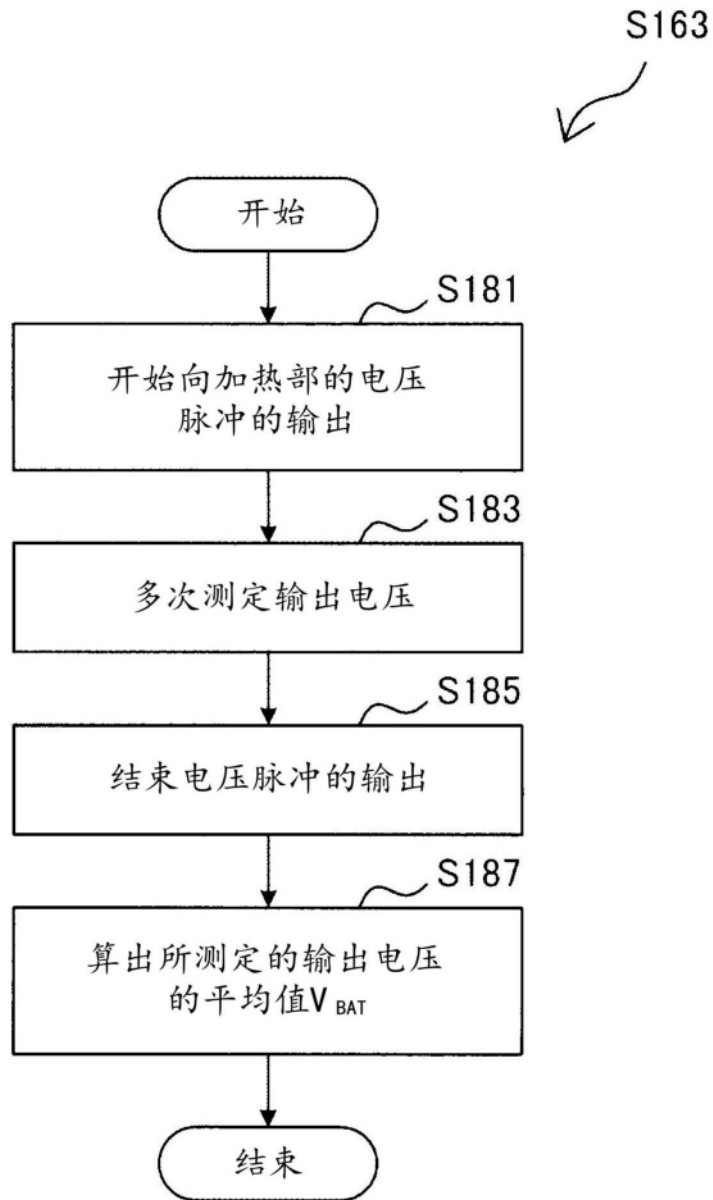 S163
开始
S181
开始向加热部的电压
脉冲的输出
S183
多次测定输出电压
S185
结束电压脉冲的输出
S187
算出所测定的输出电压
的平均值V BAT
结束